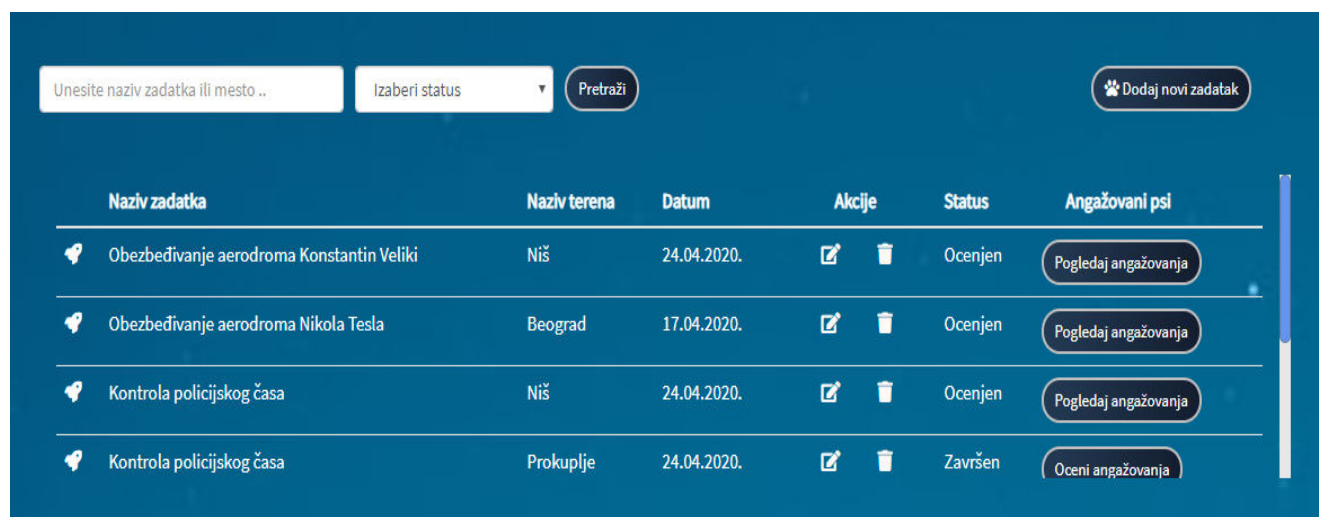 Unesite naziv zadatka ili mesto .. Izaberi status Pretraži Dodaj novi zadatak
Naziv zadatka Naziv terena Datum Akcije Status Angažovani psi
Obezbeđivanje aerodroma Konstantin Veliki Niš 24.04.2020. Ocenjen Pogledaj angažovanja
Obezbeđivanje aerodroma Nikola Tesla Beograd 17.04.2020. Ocenjen Pogledaj angažovanja
Kontrola policijskog časa Niš 24.04.2020. Ocenjen Pogledaj angažovanja
Kontrola policijskog časa Prokuplje 24.04.2020. Završen Oceni angažovanja